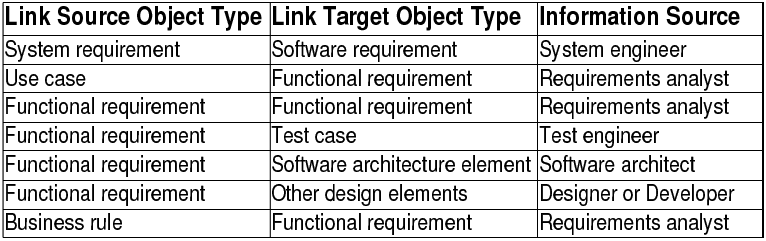 Link Source Object Type Link Target Object Type Information Source
System requirement Software requirement System engineer
Use case Functional requirement Requirements analyst
Functional requirement Functional requirement Requirements analyst
Functional requirement Test case Test engineer
Functional requirement Software architecture element Software architect
Functional requirement Other design elements Designer or Developer
Business rule Functional requirement Requirements analyst